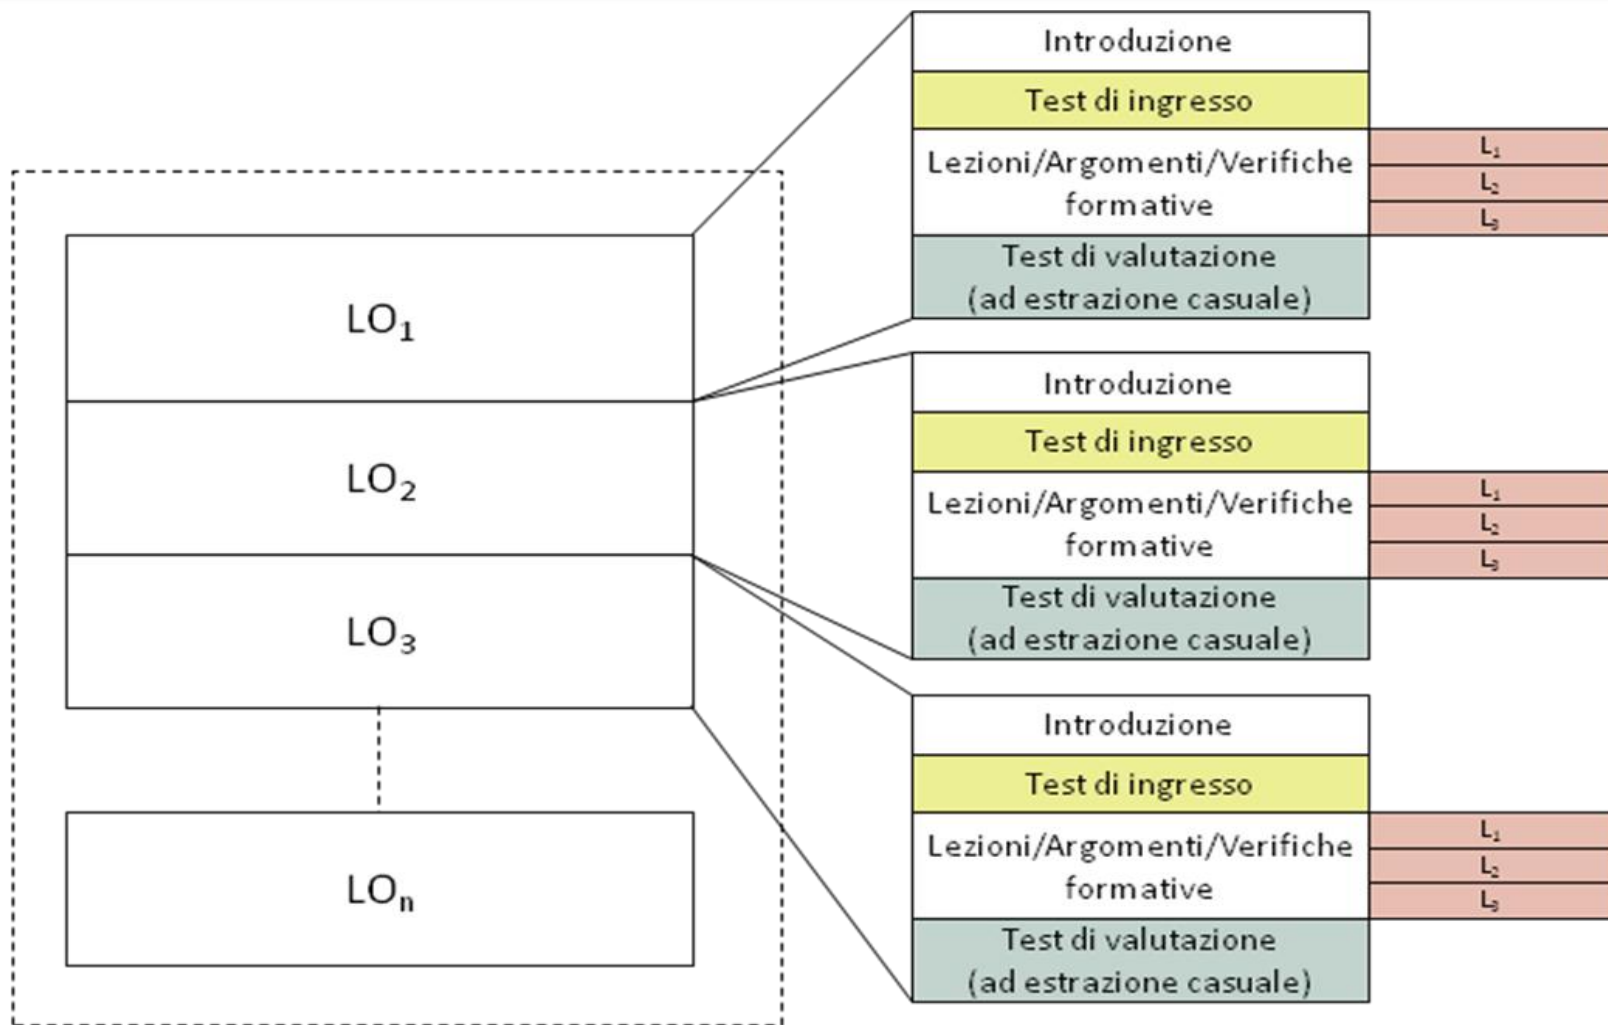 LO₁
LO₂
LO₃
LOₙ
Introduzione
Test di ingresso
Lezioni/Argomenti/Verifiche
formative
L₁
L₂
L₃
Test di valutazione
(ad estrazione casuale)
Introduzione
Test di ingresso
Lezioni/Argomenti/Verifiche
formative
L₁
L₂
L₃
Test di valutazione
(ad estrazione casuale)
Introduzione
Test di ingresso
Lezioni/Argomenti/Verifiche
formative
L₁
L₂
L₃
Test di valutazione
(ad estrazione casuale)